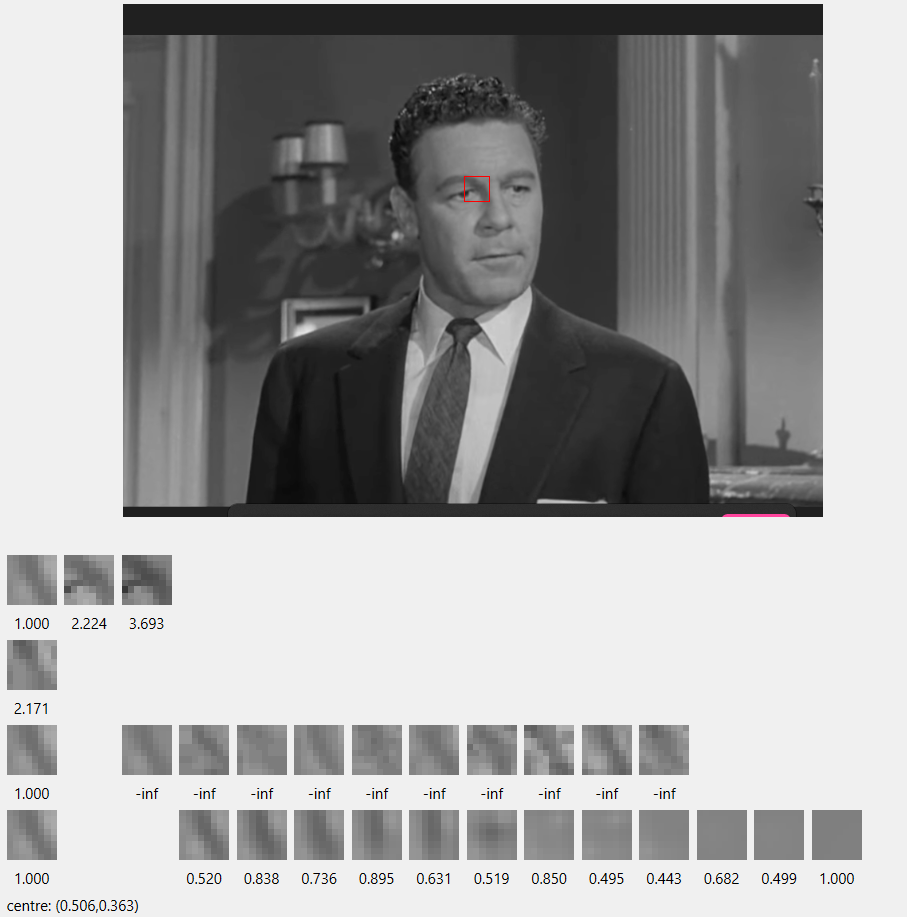 1.000 2.224 3.693
2.171
1.000 -inf -inf -inf -inf -inf -inf -inf -inf -inf -inf
1.000 0.520 0.838 0.736 0.895 0.631 0.519 0.850 0.495 0.443 0.682 0.499 1.000
centre: (0.506,0.363)